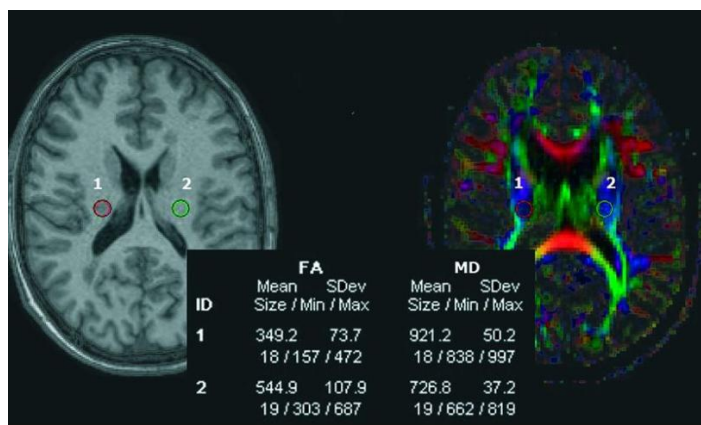 1 2
1 2
FA MD
Mean SDev Mean SDev
ID Size / Min / Max Size / Min / Max
1 349.2 73.7 921.2 50.2
18 / 157 / 472 18 / 838 / 997
2 544.9 107.9 726.8 37.2
19 / 303 / 687 19 / 662 / 819